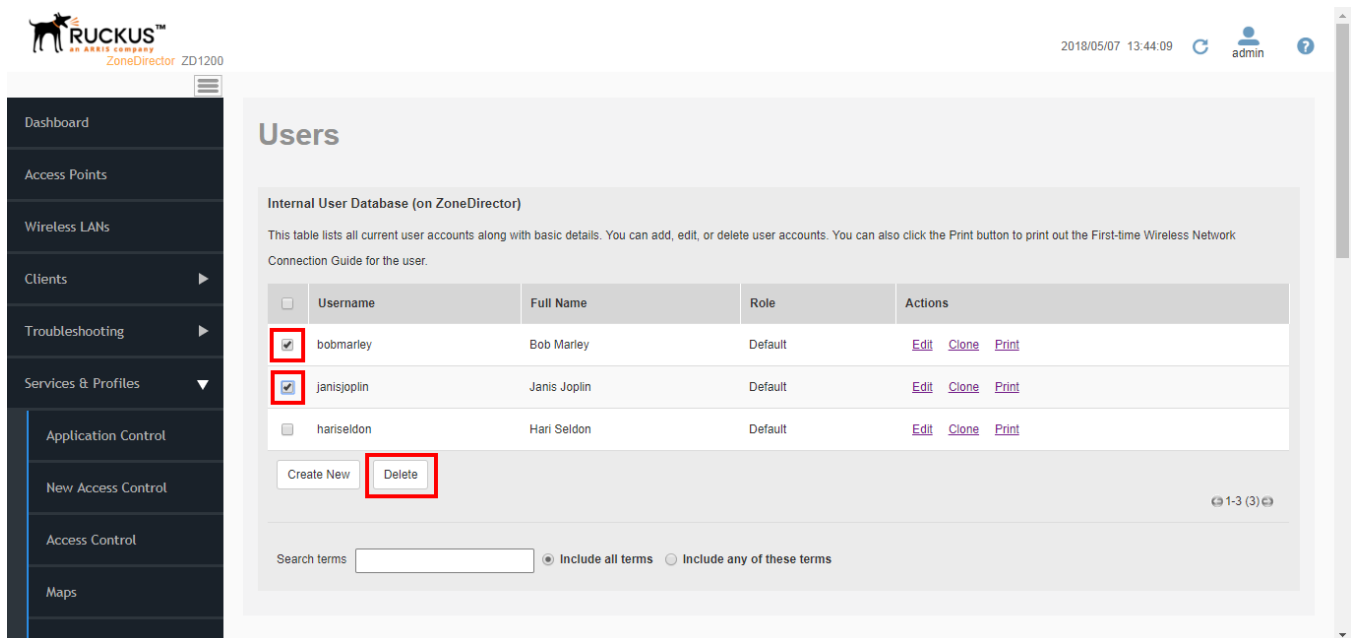 RUCKUS™
an ARRIS company
ZoneDirector ZD1200
2018/05/07 13:44:09
admin
?
Dashboard
Access Points
Wireless LANs
Clients
Troubleshooting
Services & Profiles
Application Control
New Access Control
Access Control
Maps
Users
Internal User Database (on ZoneDirector)
This table lists all current user accounts along with basic details. You can add, edit, or delete user accounts. You can also click the Print button to print out the First-time Wireless Network
Connection Guide for the user.
Username Full Name Role Actions
bobmarley Bob Marley Default Edit Clone Print
janisjoplin Janis Joplin Default Edit Clone Print
hariseldon Hari Seldon Default Edit Clone Print
Create New Delete
1-3 (3)
Search terms Include all terms Include any of these terms